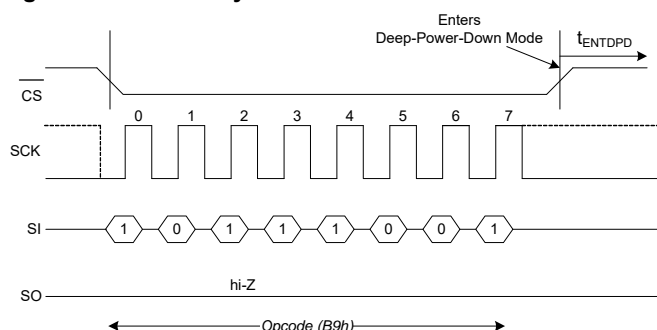 Enters
Deep-Power-Down Mode
tENTDPD
CS
0 1 2 3 4 5 6 7
SCK
SI 1 0 1 1 1 0 0 1
hi-Z
SO
Opcode (B9h)